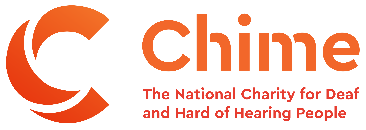 Chime
The National Charity for Deaf
and Hard of Hearing People